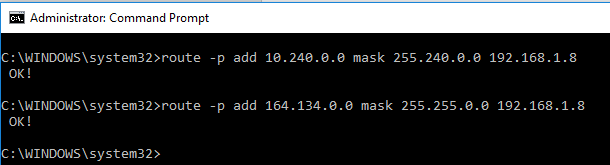 Administrator: Command Prompt
C:\WINDOWS\system32>route -p add 10.240.0.0 mask 255.240.0.0 192.168.1.8
OK!
C:\WINDOWS\system32>route -p add 164.134.0.0 mask 255.255.0.0 192.168.1.8
OK!
C:\WINDOWS\system32>